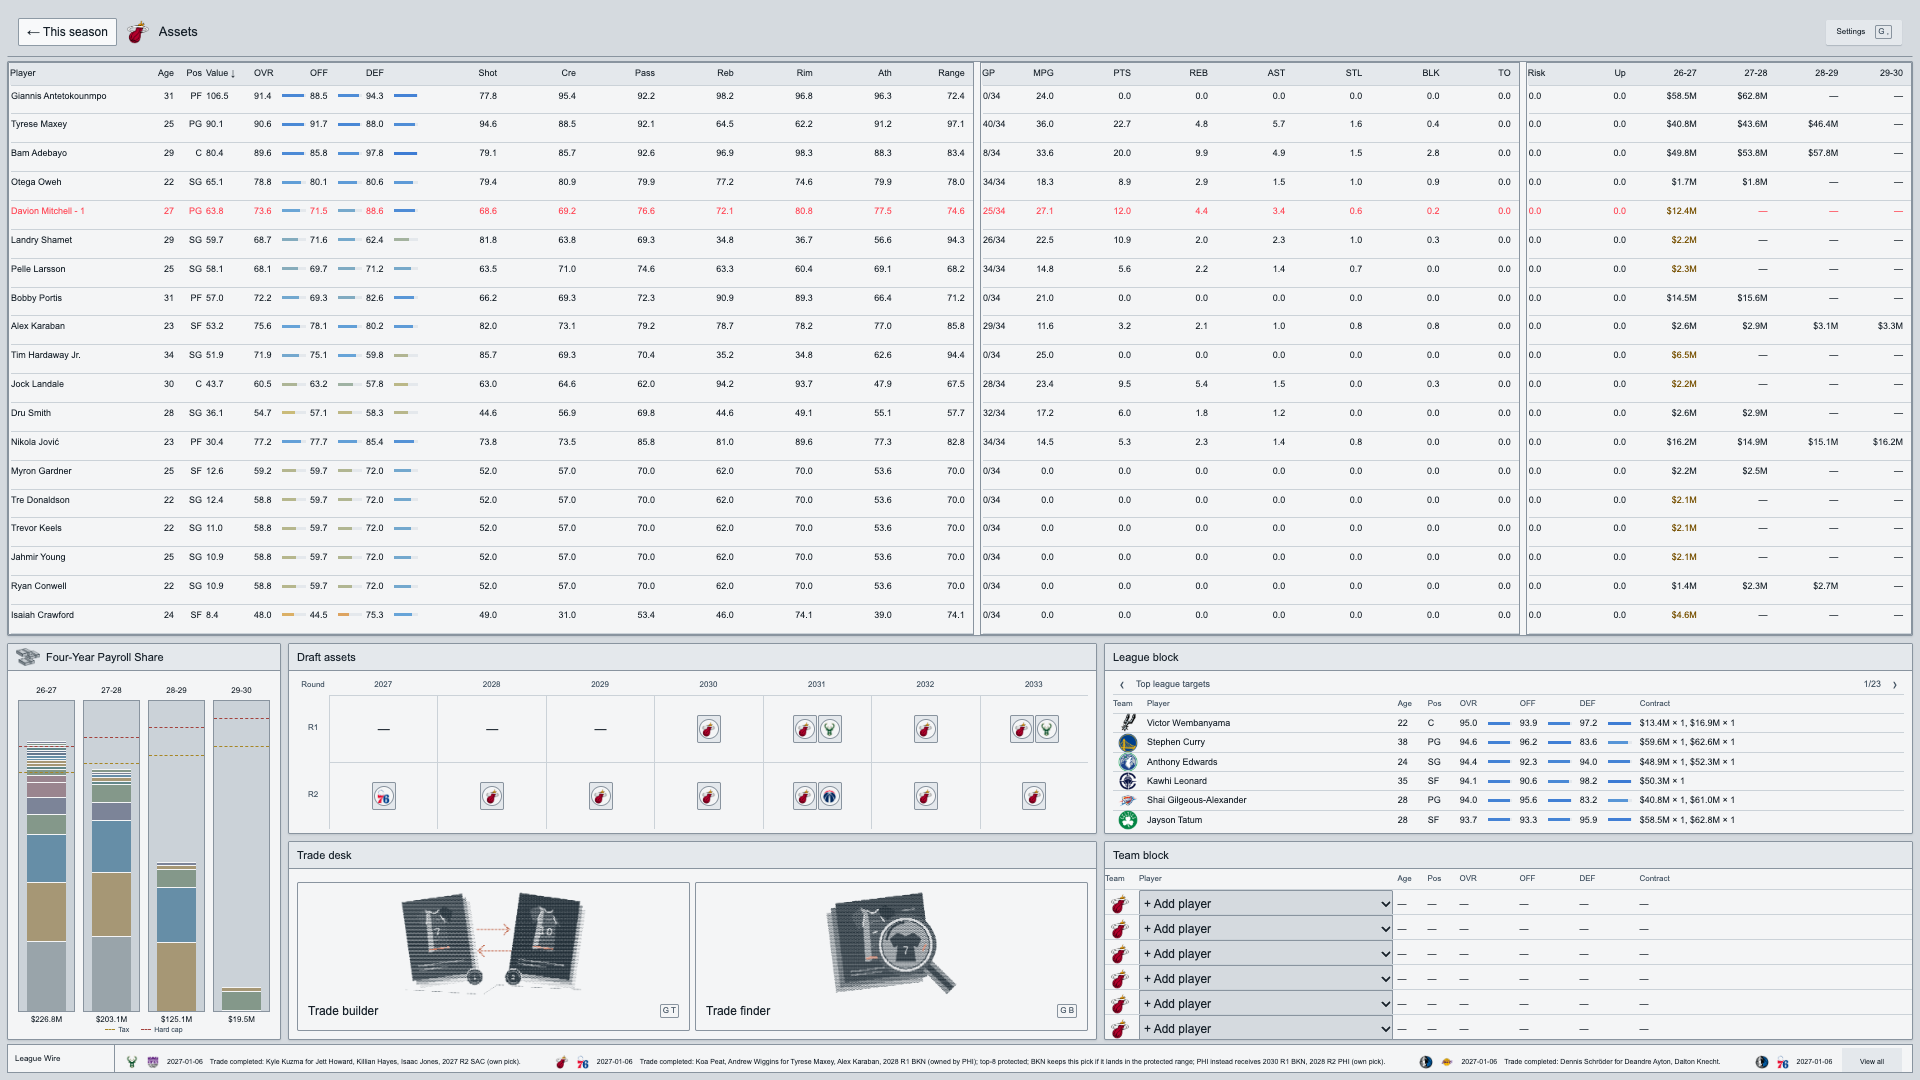 ← This season
Assets
Settings G ,
Player Age Pos Value ↓ OVR OFF DEF Shot Cre Pass Reb Rim Ath Range GP MPG PTS REB AST STL BLK TO Risk Up 26-27 27-28 28-29 29-30
Giannis Antetokounmpo 31 PF 106.5 91.4 88.5 94.3 77.8 95.4 92.2 98.2 96.8 96.3 72.4 0/34 24.0 0.0 0.0 0.0 0.0 0.0 0.0 0.0 0.0 $58.5M $62.8M — —
Tyrese Maxey 25 PG 90.1 90.6 91.7 88.0 94.6 88.5 92.1 64.5 62.2 91.2 97.1 40/34 36.0 22.7 4.8 5.7 1.6 0.4 0.0 0.0 0.0 $40.8M $43.6M $46.4M —
Bam Adebayo 29 C 80.4 89.6 85.8 97.8 79.1 85.7 92.6 96.9 98.3 88.3 83.4 8/34 33.6 20.0 9.9 4.9 1.5 2.8 0.0 0.0 0.0 $49.8M $53.8M $57.8M —
Otega Oweh 22 SG 65.1 78.8 80.1 80.6 79.4 80.9 79.9 77.2 74.6 79.9 78.0 34/34 18.3 8.9 2.9 1.5 1.0 0.9 0.0 0.0 0.0 $1.7M $1.8M — —
Davion Mitchell - 1 27 PG 63.8 73.6 71.5 88.6 68.6 69.2 76.6 72.1 80.8 77.5 74.6 25/34 27.1 12.0 4.4 3.4 0.6 0.2 0.0 0.0 0.0 $12.4M — — —
Landry Shamet 29 SG 59.7 68.7 71.6 62.4 81.8 63.8 69.3 34.8 36.7 56.6 94.3 26/34 22.5 10.9 2.0 2.3 1.0 0.3 0.0 0.0 0.0 $2.2M — — —
Pelle Larsson 25 SG 58.1 68.1 69.7 71.2 63.5 71.0 74.6 63.3 60.4 69.1 68.2 34/34 14.8 5.6 2.2 1.4 0.7 0.0 0.0 0.0 0.0 $2.3M — — —
Bobby Portis 31 PF 57.0 72.2 69.3 82.6 66.2 69.3 72.3 90.9 89.3 66.4 71.2 0/34 21.0 0.0 0.0 0.0 0.0 0.0 0.0 0.0 0.0 $14.5M $15.6M — —
Alex Karaban 23 SF 53.2 75.6 78.1 80.2 82.0 73.1 79.2 78.7 78.2 77.0 85.8 29/34 11.6 3.2 2.1 1.0 0.8 0.8 0.0 0.0 0.0 $2.6M $2.9M $3.1M $3.3M
Tim Hardaway Jr. 34 SG 51.9 71.9 75.1 59.8 85.7 69.3 70.4 35.2 34.8 62.6 94.4 0/34 25.0 0.0 0.0 0.0 0.0 0.0 0.0 0.0 0.0 $6.5M — — —
Jock Landale 30 C 43.7 60.5 63.2 57.8 63.0 64.6 62.0 94.2 93.7 47.9 67.5 28/34 23.4 9.5 5.4 1.5 0.0 0.3 0.0 0.0 0.0 $2.2M — — —
Dru Smith 28 SG 36.1 54.7 57.1 58.3 44.6 56.9 69.8 44.6 49.1 55.1 57.7 32/34 17.2 6.0 1.8 1.2 0.0 0.0 0.0 0.0 0.0 $2.6M $2.9M — —
Nikola Jović 23 PF 30.4 77.2 77.7 85.4 73.8 73.5 85.8 81.0 89.6 77.3 82.8 34/34 14.5 5.3 2.3 1.4 0.8 0.0 0.0 0.0 0.0 $16.2M $14.9M $15.1M $16.2M
Myron Gardner 25 SF 12.6 59.2 59.7 72.0 52.0 57.0 70.0 62.0 70.0 53.6 70.0 0/34 0.0 0.0 0.0 0.0 0.0 0.0 0.0 0.0 0.0 $2.2M $2.5M — —
Tre Donaldson 22 SG 12.4 58.8 59.7 72.0 52.0 57.0 70.0 62.0 70.0 53.6 70.0 0/34 0.0 0.0 0.0 0.0 0.0 0.0 0.0 0.0 0.0 $2.1M — — —
Trevor Keels 22 SG 11.0 58.8 59.7 72.0 52.0 57.0 70.0 62.0 70.0 53.6 70.0 0/34 0.0 0.0 0.0 0.0 0.0 0.0 0.0 0.0 0.0 $2.1M — — —
Jahmir Young 25 SG 10.9 58.8 59.7 72.0 52.0 57.0 70.0 62.0 70.0 53.6 70.0 0/34 0.0 0.0 0.0 0.0 0.0 0.0 0.0 0.0 0.0 $2.1M — — —
Ryan Conwell 22 SG 10.9 58.8 59.7 72.0 52.0 57.0 70.0 62.0 70.0 53.6 70.0 0/34 0.0 0.0 0.0 0.0 0.0 0.0 0.0 0.0 0.0 $1.4M $2.3M $2.7M —
Isaiah Crawford 24 SF 8.4 48.0 44.5 75.3 49.0 31.0 53.4 46.0 74.1 39.0 74.1 0/34 0.0 0.0 0.0 0.0 0.0 0.0 0.0 0.0 0.0 $4.6M — — —
Four-Year Payroll Share
26-27 27-28 28-29 29-30
$226.8M $203.1M $125.1M $19.5M
Tax Hard cap
Draft assets
Round 2027 2028 2029 2030 2031 2032 2033
R1 — — —
R2
76
Trade desk
7 10
Trade builder G T
7
Trade finder G B
League block
‹ Top league targets 1/23 ›
Team Player Age Pos OVR OFF DEF Contract
Victor Wembanyama 22 C 95.0 93.9 97.2 $13.4M × 1, $16.9M × 1
Stephen Curry 38 PG 94.6 96.2 83.6 $59.6M × 1, $62.6M × 1
Anthony Edwards 24 SG 94.4 92.3 94.0 $48.9M × 1, $52.3M × 1
Kawhi Leonard 35 SF 94.1 90.6 98.2 $50.3M × 1
Shai Gilgeous-Alexander 28 PG 94.0 95.6 83.2 $40.8M × 1, $61.0M × 1
Jayson Tatum 28 SF 93.7 93.3 95.9 $58.5M × 1, $62.8M × 1
Team block
Team Player Age Pos OVR OFF DEF Contract
+ Add player — — — — — —
+ Add player — — — — — —
+ Add player — — — — — —
+ Add player — — — — — —
+ Add player — — — — — —
+ Add player — — — — — —
League Wire
2027-01-06 Trade completed: Kyle Kuzma for Jett Howard, Killian Hayes, Isaac Jones, 2027 R2 SAC (own pick).
76 2027-01-06 Trade completed: Koa Peat, Andrew Wiggins for Tyrese Maxey, Alex Karaban, 2028 R1 BKN (owned by PHI); top-8 protected; BKN keeps this pick if it lands in the protected range; PHI instead receives 2030 R1 BKN, 2028 R2 PHI (own pick).
2027-01-06 Trade completed: Dennis Schröder for Deandre Ayton, Dalton Knecht.
76 2027-01-06
View all